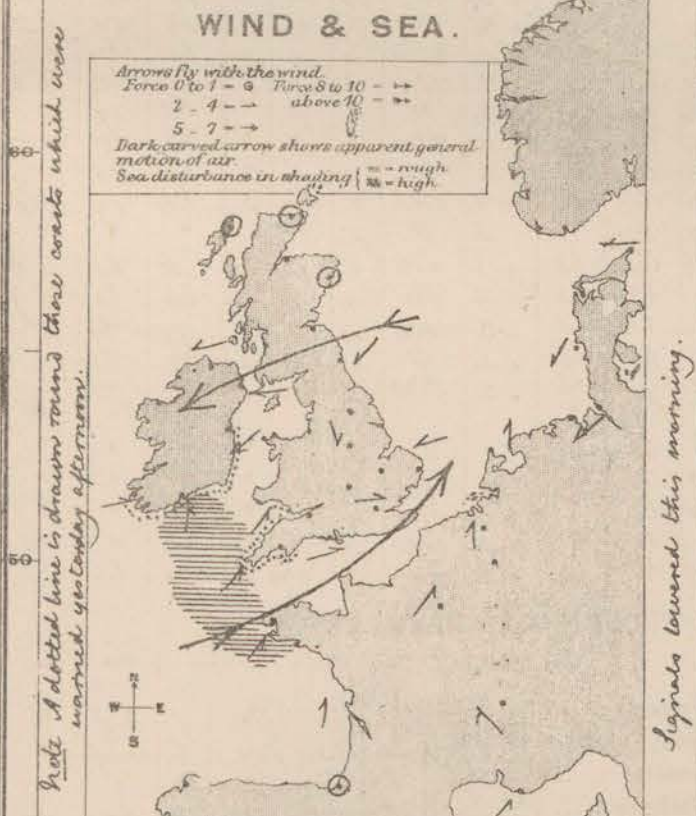 WIND & SEA.
Arrows fly with the wind.
Force 0 to 1 = Force 8 to 10 =
2 - 4 = above 10 =
5 - 7 =
Dark curved arrow shows apparent general
motion of air.
Sea disturbance in shading { = rough
= high
60
50
N
W E
S
Note A dotted line is drawn round those coasts which were
warned yesterday afternoon.
Signals lowered this morning.